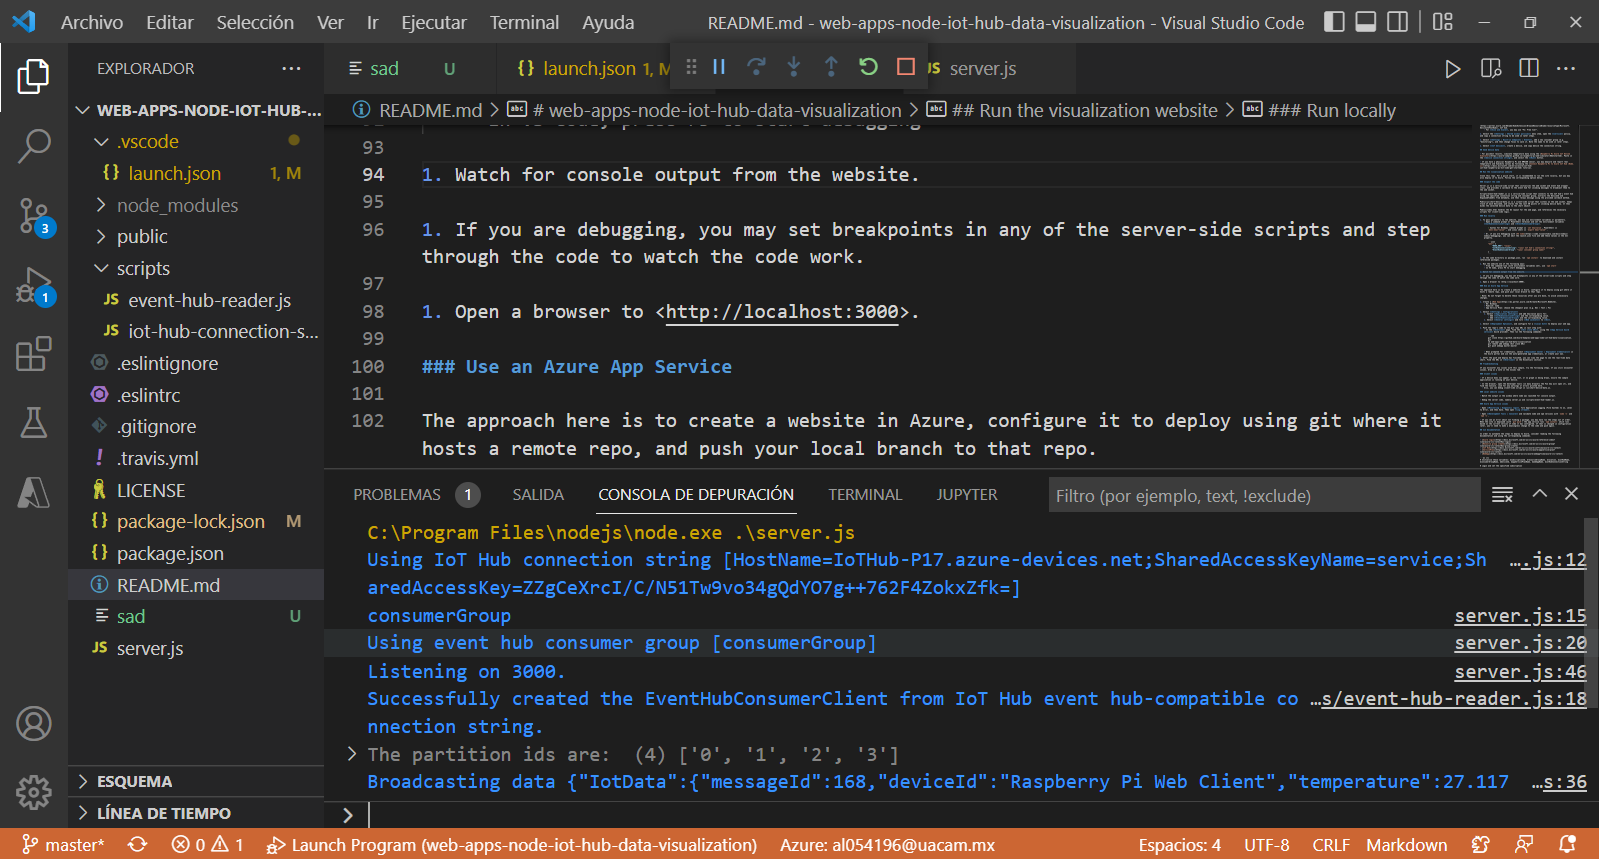 Archivo Editar Selección Ver Ir Ejecutar Terminal Ayuda README.md - web-apps-node-iot-hub-data-visualization - Visual Studio Code
EXPLORADOR
WEB-APPS-NODE-IOT-HUB-...
.vscode
launch.json 1, M
node_modules
public
scripts
event-hub-reader.js
iot-hub-connection-s...
.eslintignore
.eslintrc
.gitignore
.travis.yml
LICENSE
package-lock.json M
package.json
README.md
sad U
server.js
ESQUEMA
LÍNEA DE TIEMPO
3
1
sad U launch.json 1, M server.js
README.md > # web-apps-node-iot-hub-data-visualization > ## Run the visualization website > ### Run locally
93
94 1. Watch for console output from the website.
95
96 1. If you are debugging, you may set breakpoints in any of the server-side scripts and step
through the code to watch the code work.
97
98 1. Open a browser to <http://localhost:3000>.
99
100 ### Use an Azure App Service
101
102 The approach here is to create a website in Azure, configure it to deploy using git where it
hosts a remote repo, and push your local branch to that repo.
PROBLEMAS 1 SALIDA CONSOLA DE DEPURACIÓN TERMINAL JUPYTER Filtro (por ejemplo, text, !exclude)
C:\Program Files\nodejs\node.exe .\server.js
Using IoT Hub connection string [HostName=IoTHub-P17.azure-devices.net;SharedAccessKeyName=service;Sh ….js:12
aredAccessKey=ZZgCeXrcI/C/N51Tw9vo34gQdYO7g++762F4ZokxZfk=]
consumerGroup server.js:15
Using event hub consumer group [consumerGroup] server.js:20
Listening on 3000. server.js:46
Successfully created the EventHubConsumerClient from IoT Hub event hub-compatible co …s/event-hub-reader.js:18
nnection string.
The partition ids are: (4) ['0', '1', '2', '3']
Broadcasting data {"IotData":{"messageId":168,"deviceId":"Raspberry Pi Web Client","temperature":27.117 …s:36
master* 0 1 Launch Program (web-apps-node-iot-hub-data-visualization) Azure: al054196@uacam.mx Espacios: 4 UTF-8 CRLF Markdown